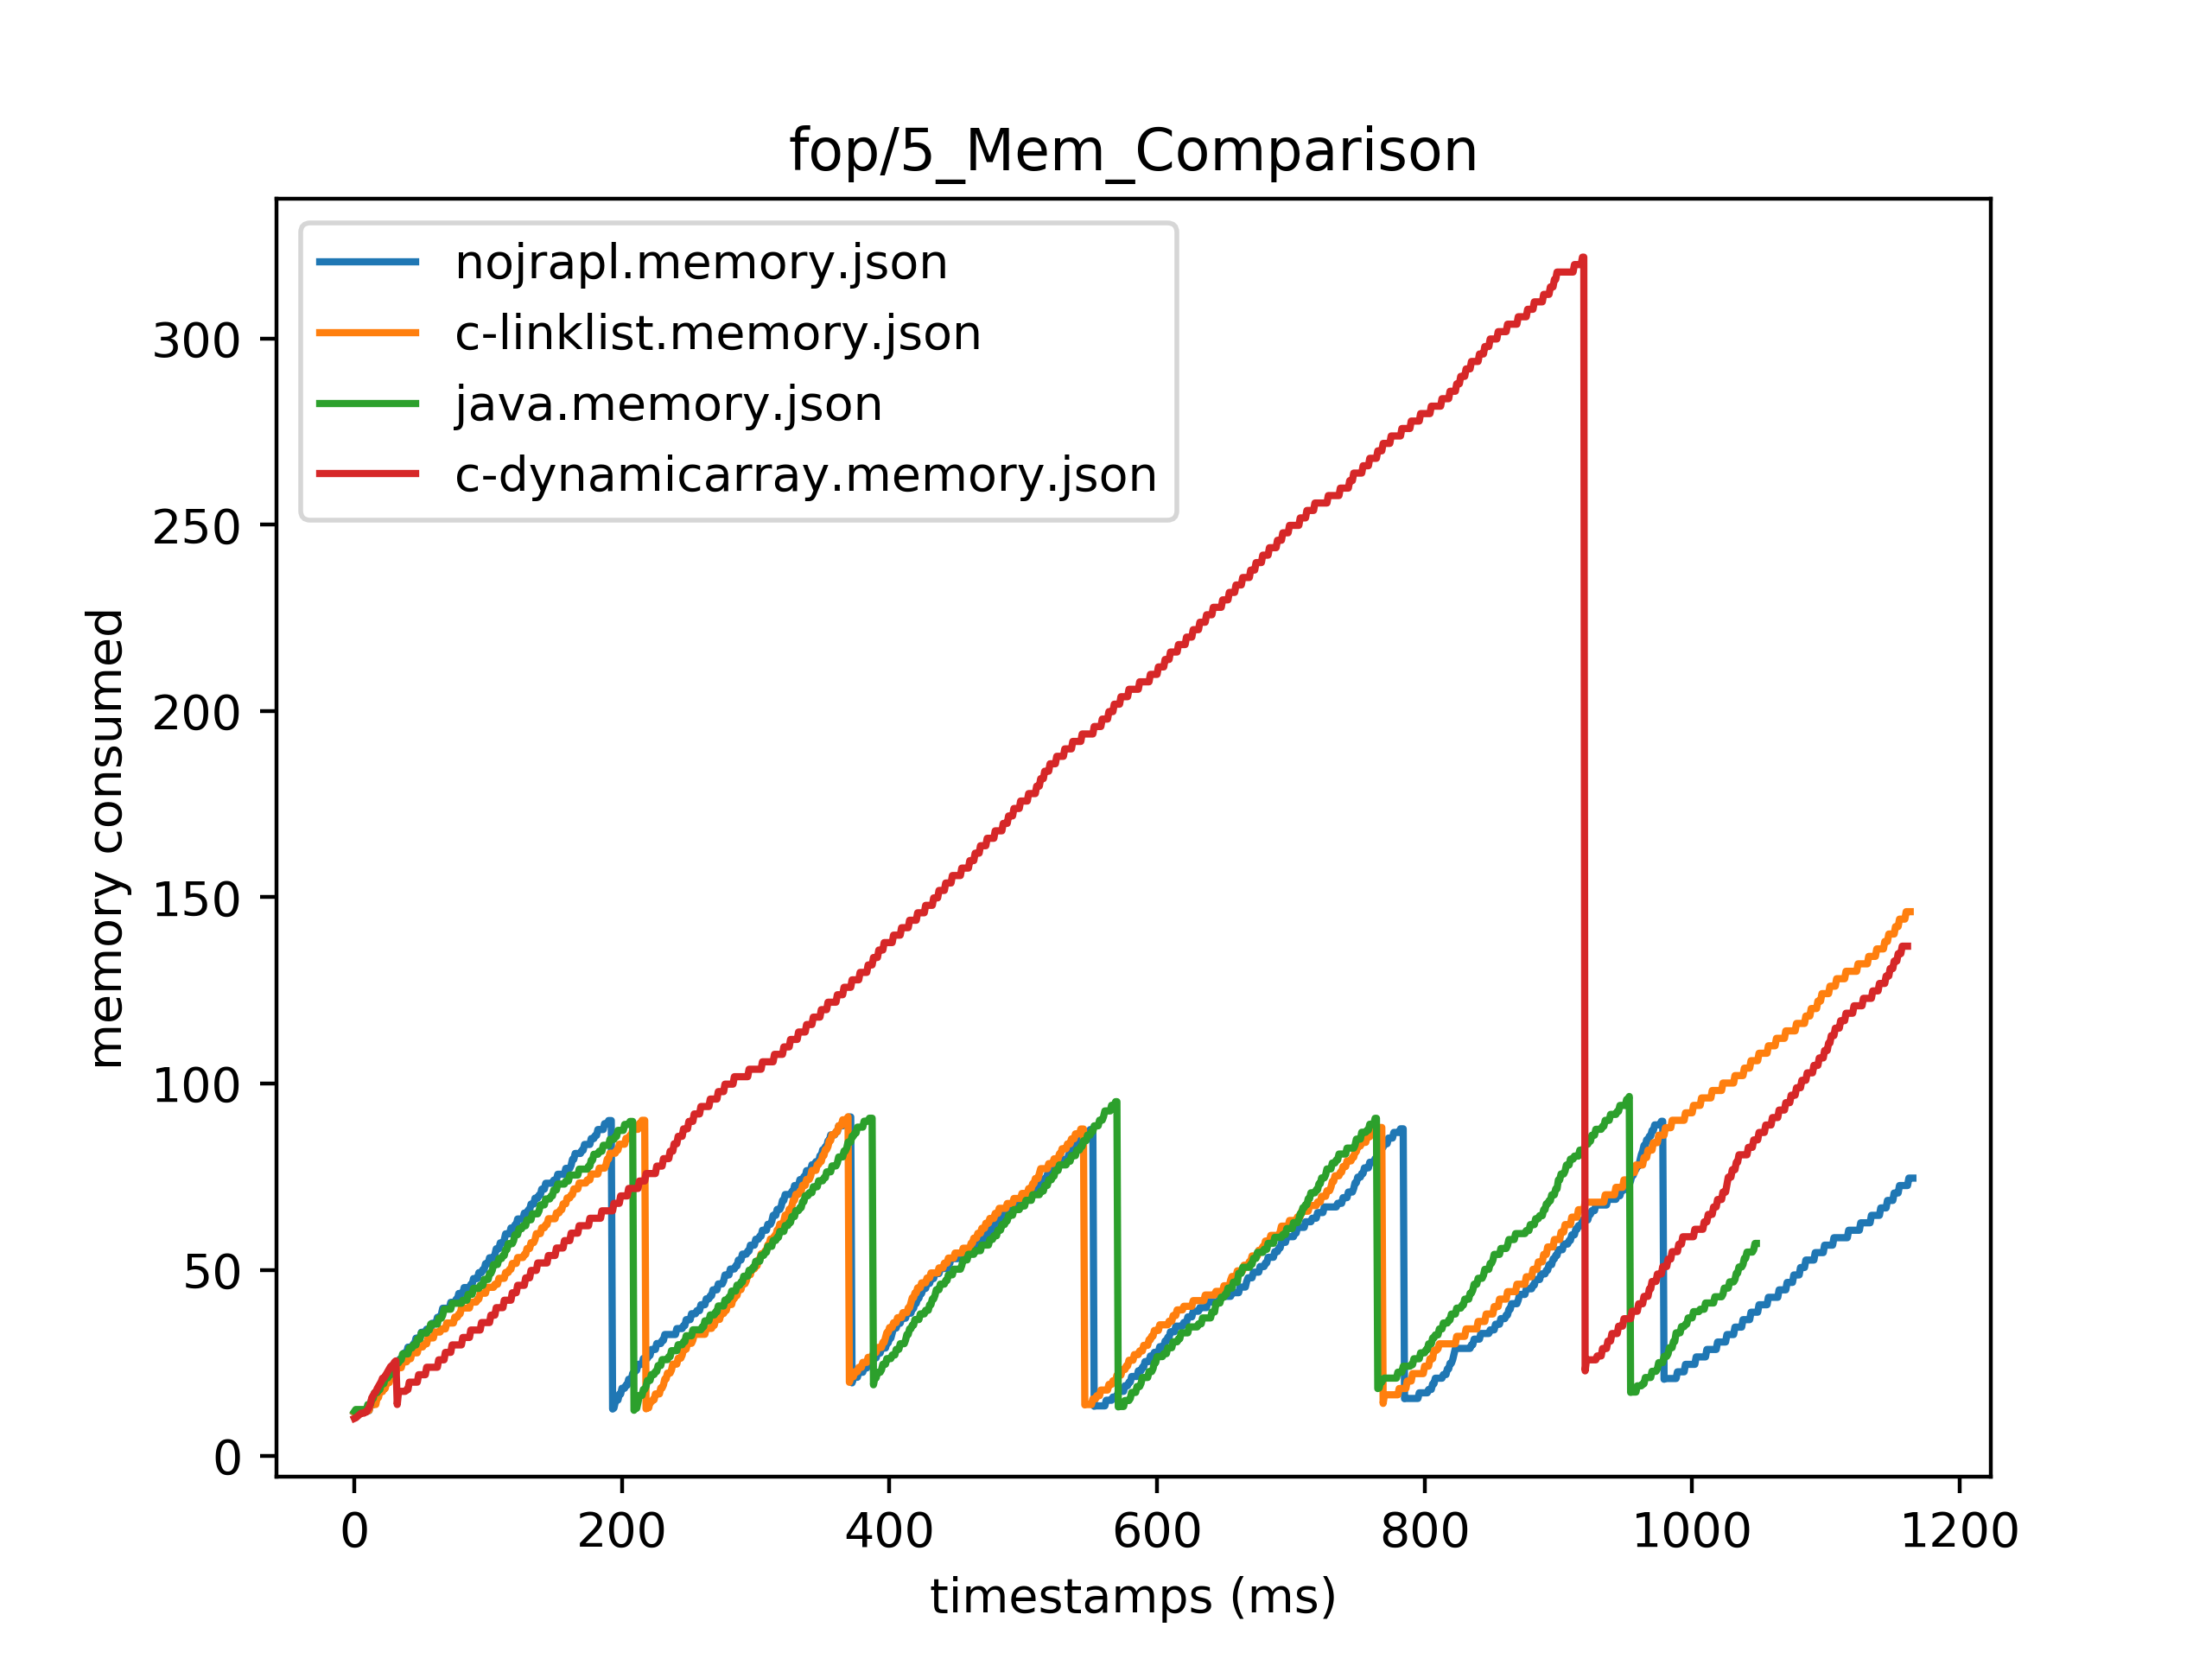 fop/5_Mem_Comparison
nojrapl.memory.json
c-linklist.memory.json
java.memory.json
c-dynamicarray.memory.json
memory consumed
300
250
200
150
100
50
0
0 200 400 600 800 1000 1200
timestamps (ms)